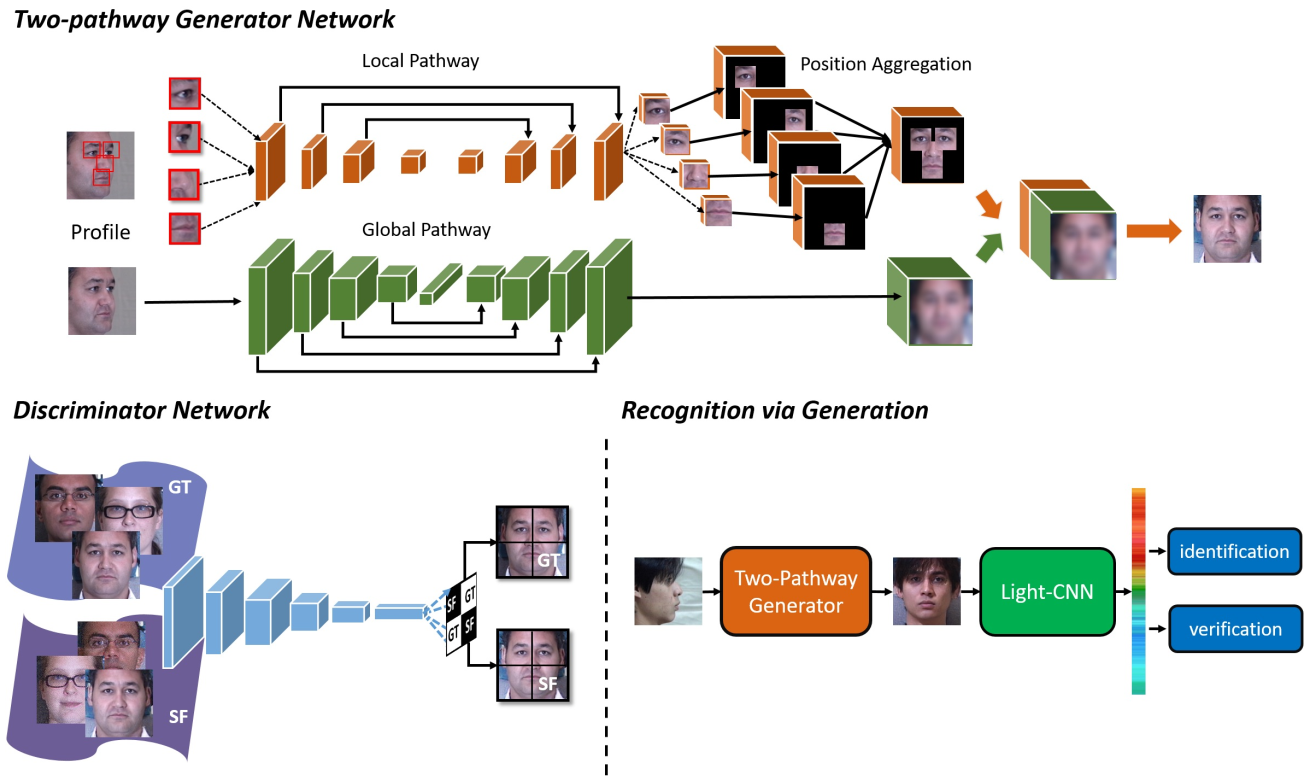 Two-pathway Generator Network
Local Pathway
Position Aggregation
Profile
Global Pathway
Discriminator Network
Recognition via Generation
GT
SF
SF
GT
GT
SF
GT
SF
Two-Pathway
Generator
Light-CNN
identification
verification